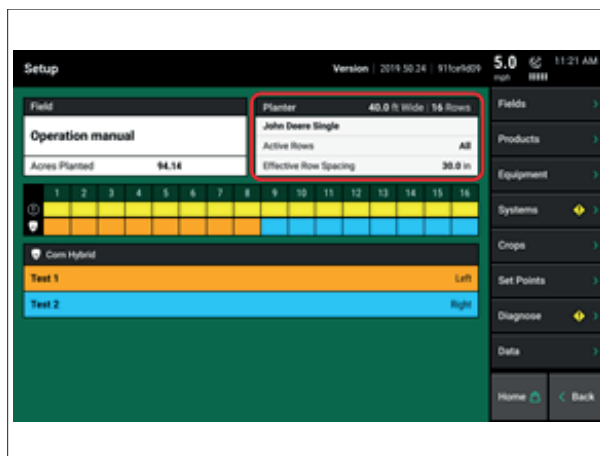 Setup
Version | 2019.50.24 | 91fce9d09
5.0 mph
11:21 AM
Field
Operation manual
Acres Planted 94.14
Planter 40.0 ft Wide | 16 Rows
John Deere Single
Active Rows All
Effective Row Spacing 30.0 in
1 2 3 4 5 6 7 8 9 10 11 12 13 14 15 16
Corn Hybrid
Test 1 Left
Test 2 Right
Fields
Products
Equipment
Systems
Crops
Set Points
Diagnose
Data
Home
Back